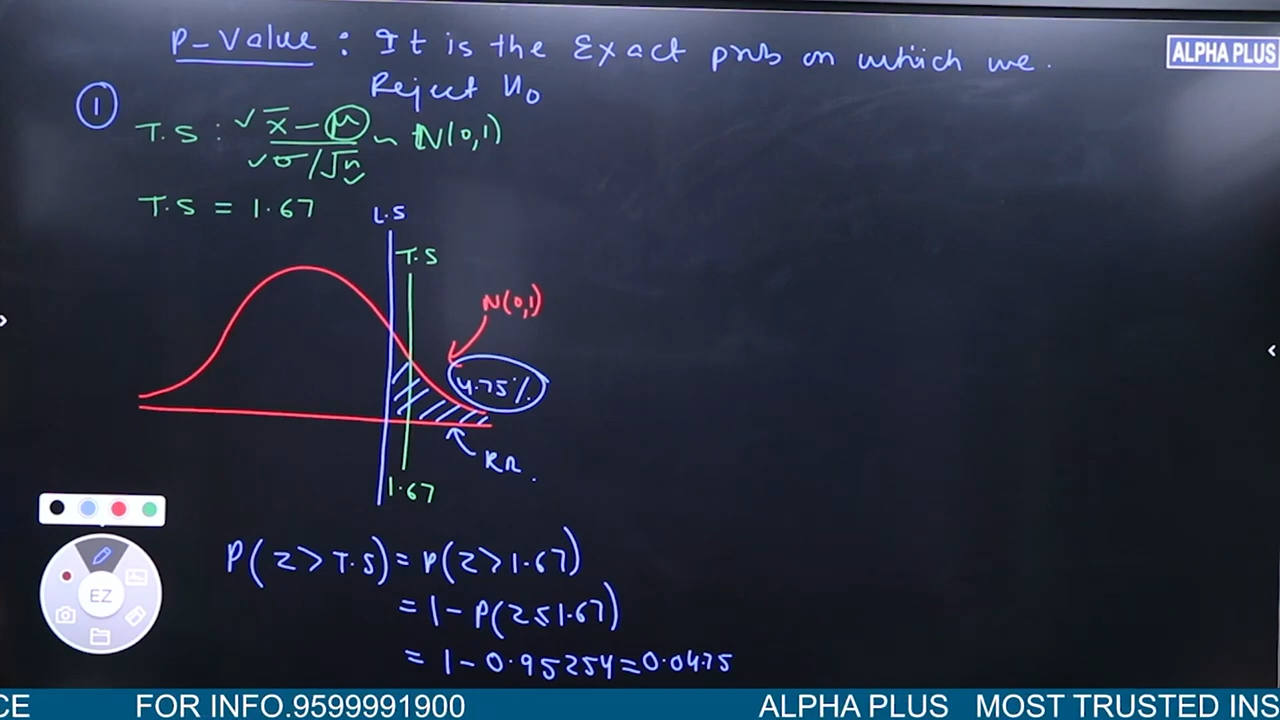 P-Value : It is the Exact prob on which we.
Reject H₀
ALPHA PLUS
①
T.S : x̄ - μ / σ/√n ~ N(0,1)
T.S = 1.67
L.S
T.S
N(0,1)
4.75%
RR
1.67
P(Z > T.S) = P(Z > 1.67)
= 1 - P(Z ≤ 1.67)
= 1 - 0.95254 = 0.0475
EZ
CE FOR INFO.9599991900 ALPHA PLUS MOST TRUSTED INS